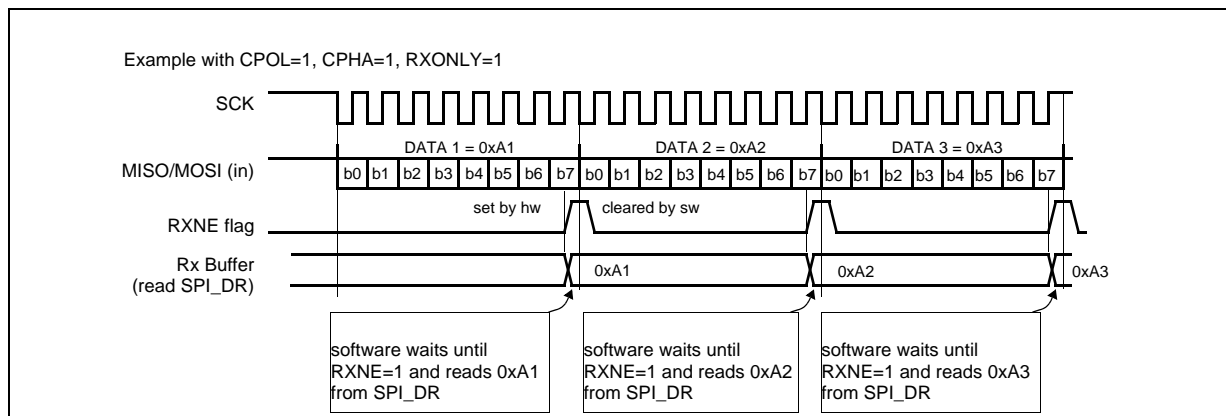 Example with CPOL=1, CPHA=1, RXONLY=1
SCK
DATA 1 = 0xA1 DATA 2 = 0xA2 DATA 3 = 0xA3
MISO/MOSI (in) b0 b1 b2 b3 b4 b5 b6 b7 b0 b1 b2 b3 b4 b5 b6 b7 b0 b1 b2 b3 b4 b5 b6 b7
set by hw cleared by sw
RXNE flag
Rx Buffer
(read SPI_DR)
0xA1 0xA2 0xA3
software waits until
RXNE=1 and reads 0xA1
from SPI_DR
software waits until
RXNE=1 and reads 0xA2
from SPI_DR
software waits until
RXNE=1 and reads 0xA3
from SPI_DR